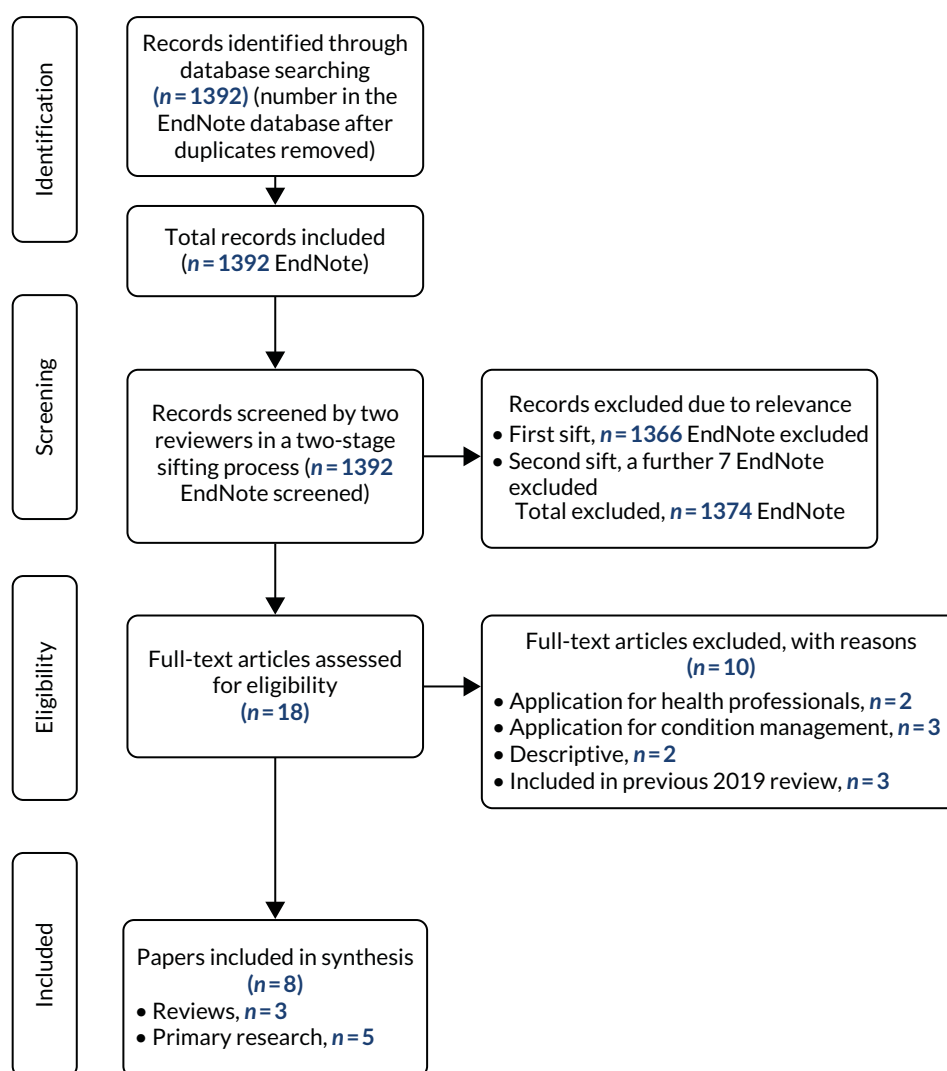 Identification
Records identified through
database searching
(n=1392) (number in the
EndNote database after
duplicates removed)
Total records included
(n=1392 EndNote)
Screening
Records screened by two
reviewers in a two-stage
sifting process (n=1392
EndNote screened)
Records excluded due to relevance
• First sift, n=1366 EndNote excluded
• Second sift, a further 7 EndNote
excluded
Total excluded, n=1374 EndNote
Eligibility
Full-text articles assessed
for eligibility
(n=18)
Full-text articles excluded, with reasons
(n=10)
• Application for health professionals, n=2
• Application for condition management, n=3
• Descriptive, n=2
• Included in previous 2019 review, n=3
Included
Papers included in synthesis
(n=8)
• Reviews, n=3
• Primary research, n=5